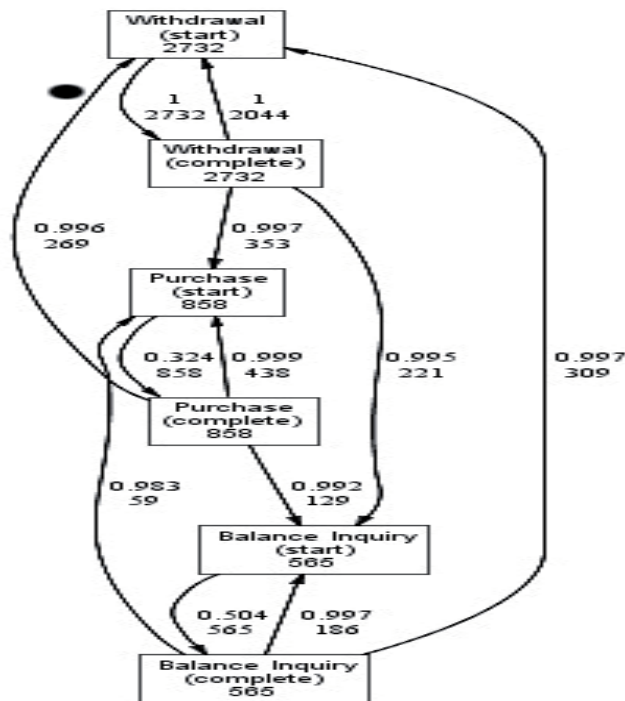 Withdrawal
(start)
2732
1
2732
1
2044
Withdrawal
(complete)
2732
0.996
269
0.997
353
Purchase
(start)
858
0.324
858
0.999
438
0.995
221
0.997
309
Purchase
(complete)
858
0.983
59
0.992
129
Balance Inquiry
(start)
565
0.504
565
0.997
186
Balance Inquiry
(complete)
565